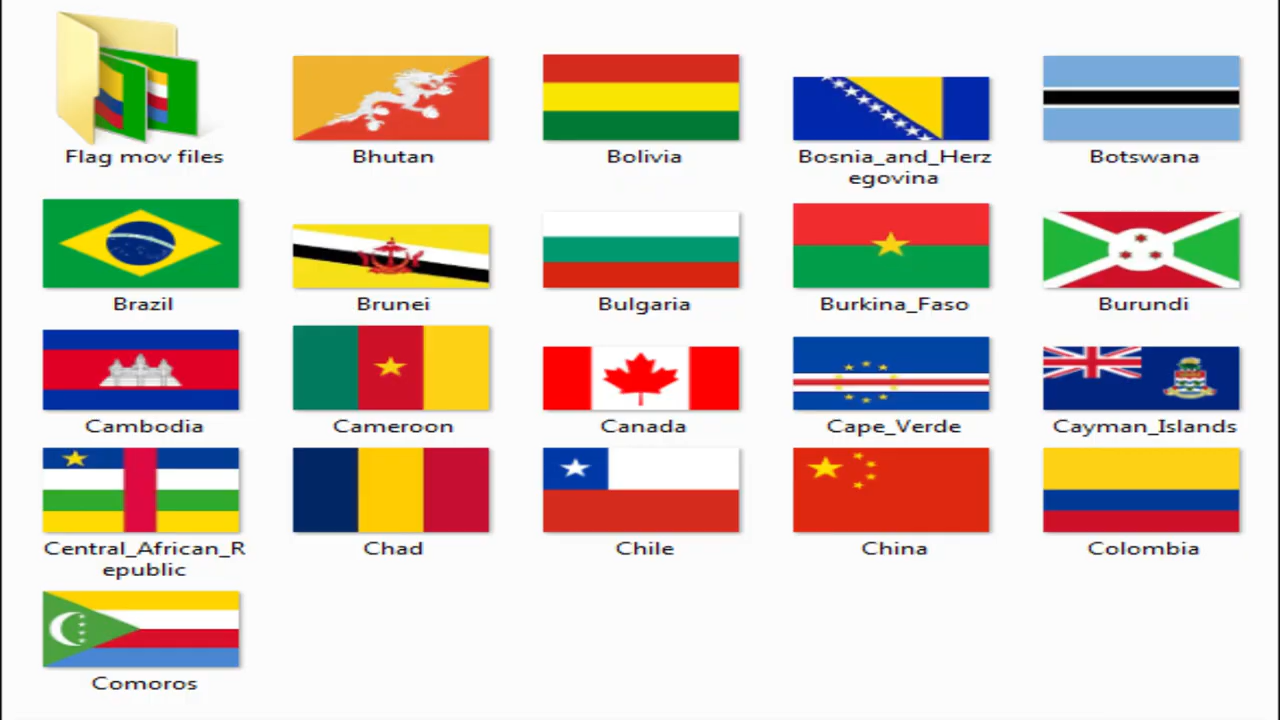 Flag mov files
Bhutan
Bolivia
Bosnia_and_Herz
egovina
Botswana
Brazil
Brunei
Bulgaria
Burkina_Faso
Burundi
Cambodia
Cameroon
Canada
Cape_Verde
Cayman_Islands
Central_African_R
epublic
Chad
Chile
China
Colombia
Comoros